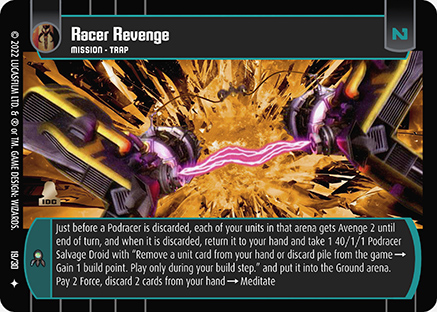 Racer Revenge
MISSION • TRAP
N
© 2022 LUCASFILM LTD. & ® or TM. GAME DESIGN: WIZARDS.
100
Just before a Podracer is discarded, each of your units in that arena gets Avenge 2 until
end of turn, and when it is discarded, return it to your hand and take 1 40/1/1 Podracer
Salvage Droid with “Remove a unit card from your hand or discard pile from the game →
Gain 1 build point. Play only during your build step.” and put it into the Ground arena.
Pay 2 Force, discard 2 cards from your hand → Meditate
19/30